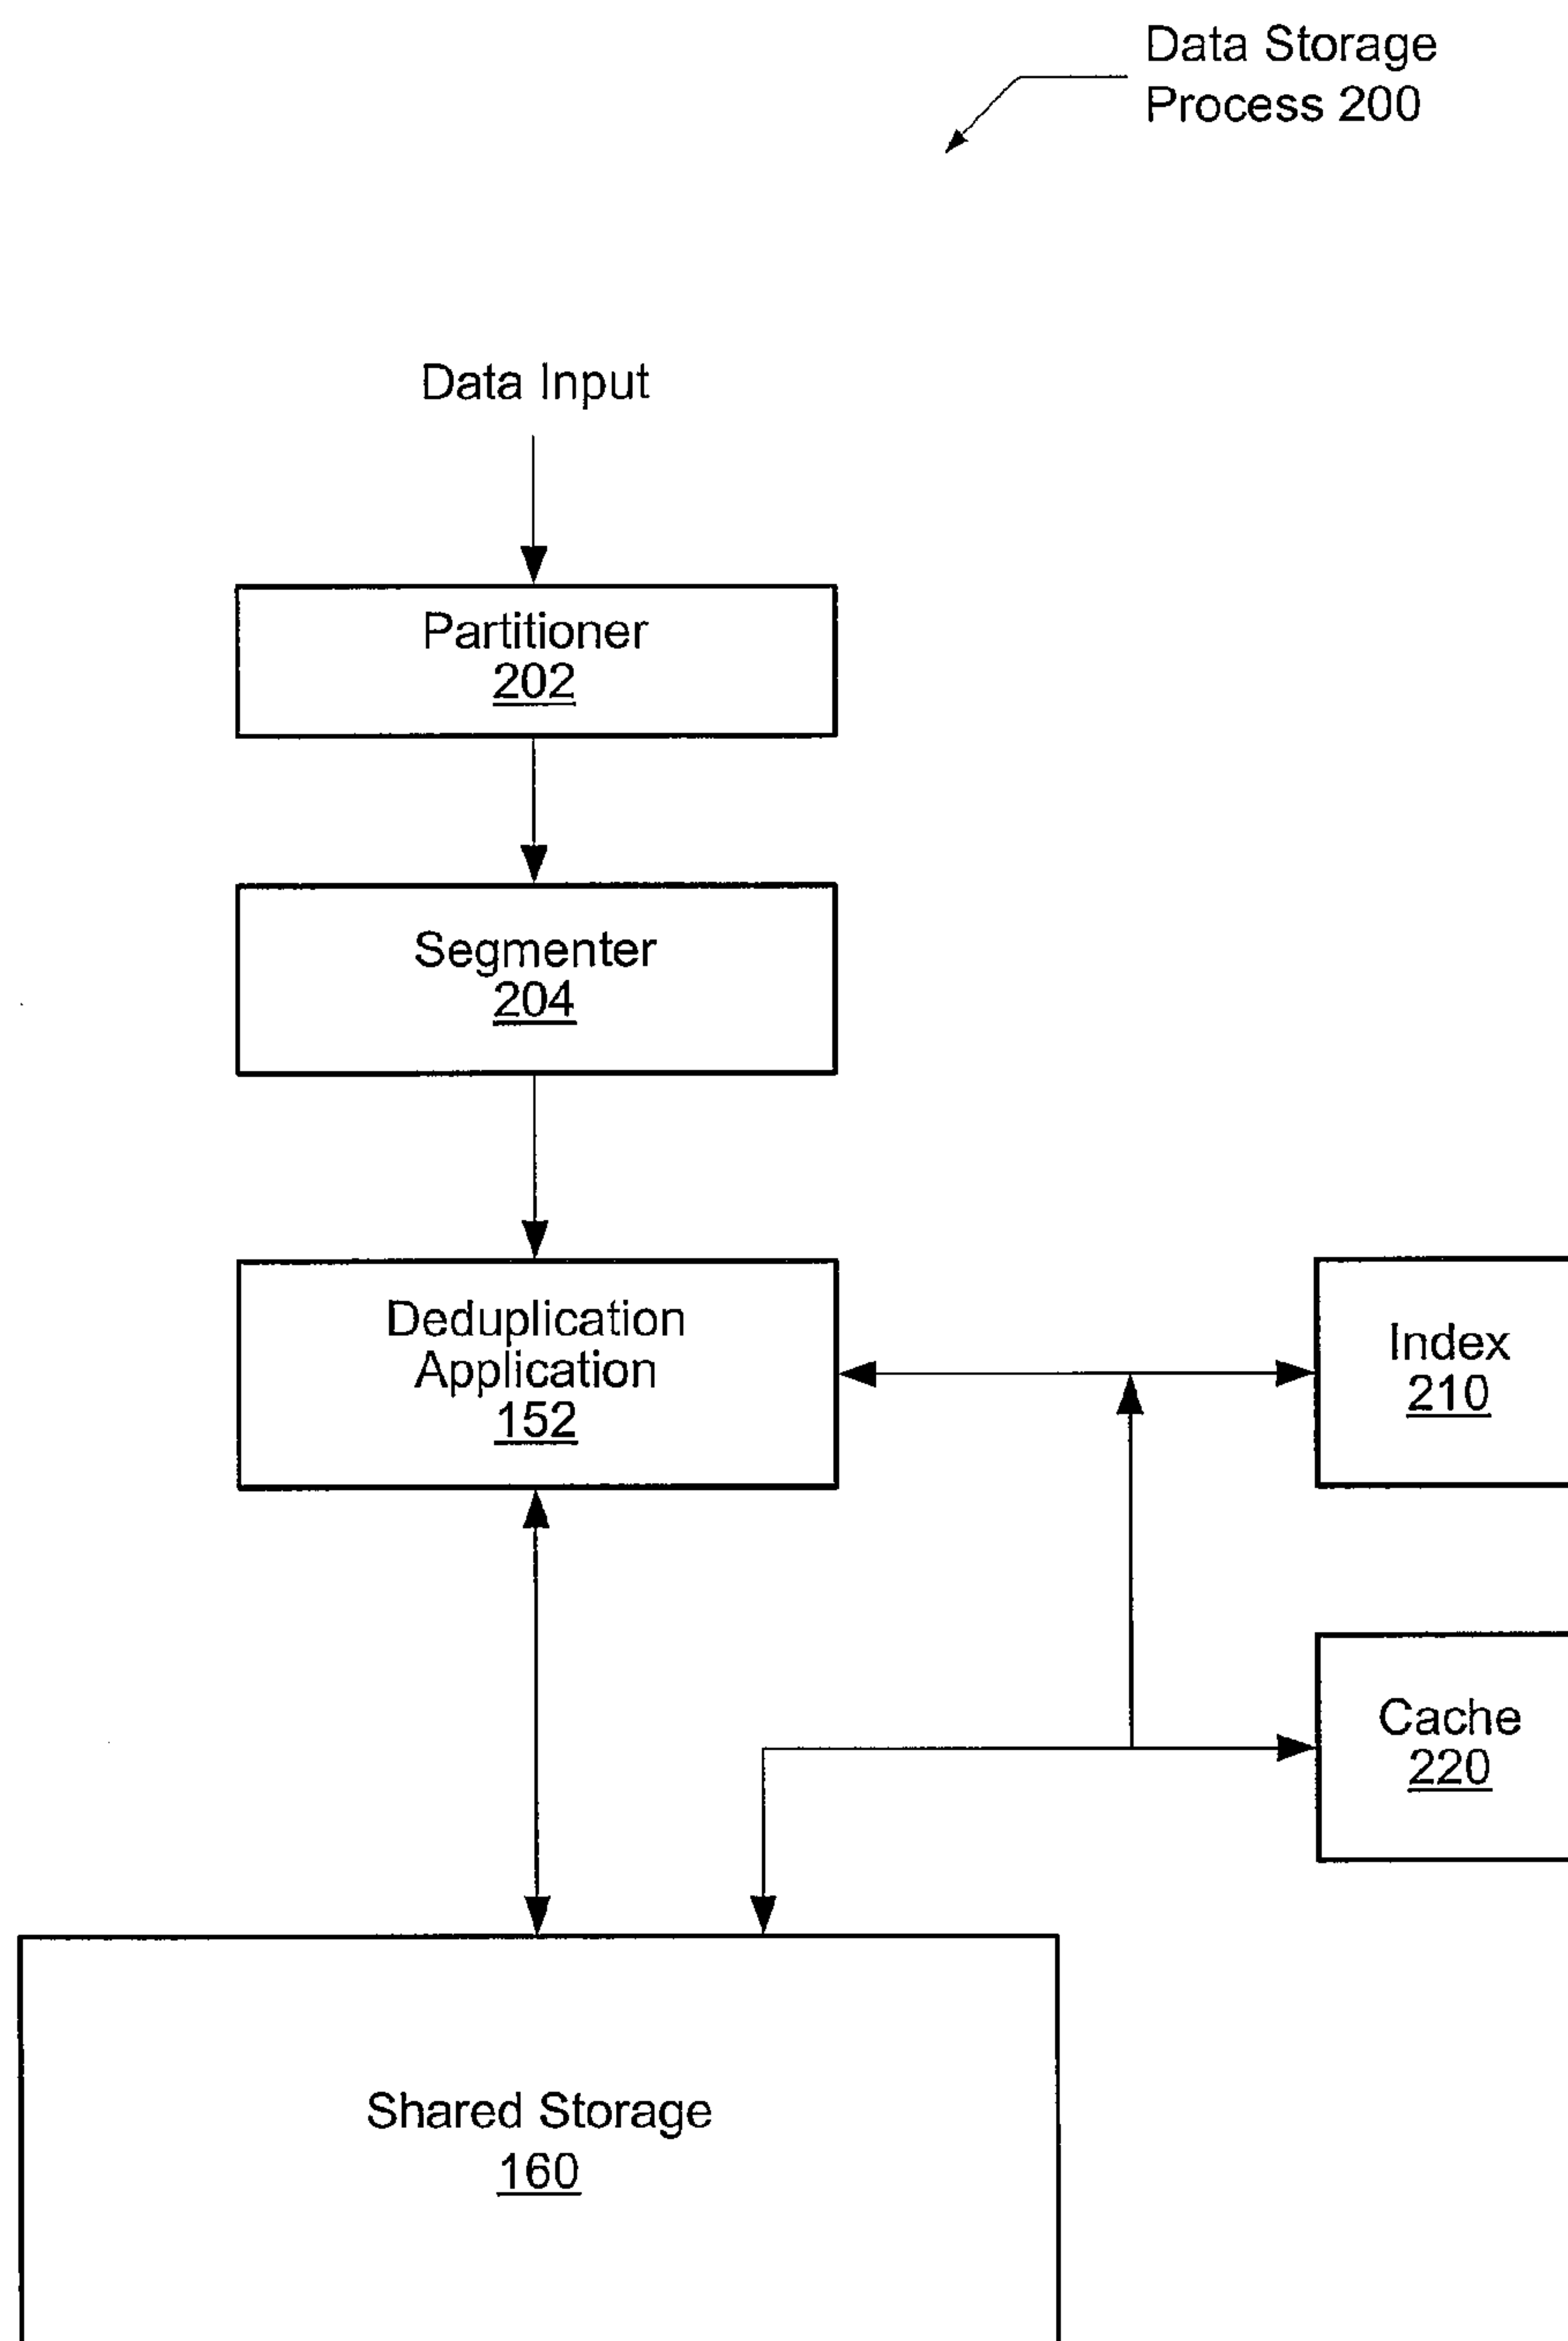 Data Storage
Process 200
Data Input
Partitioner
202
Segmenter
204
Deduplication
Application
152
Index
210
Cache
220
Shared Storage
160